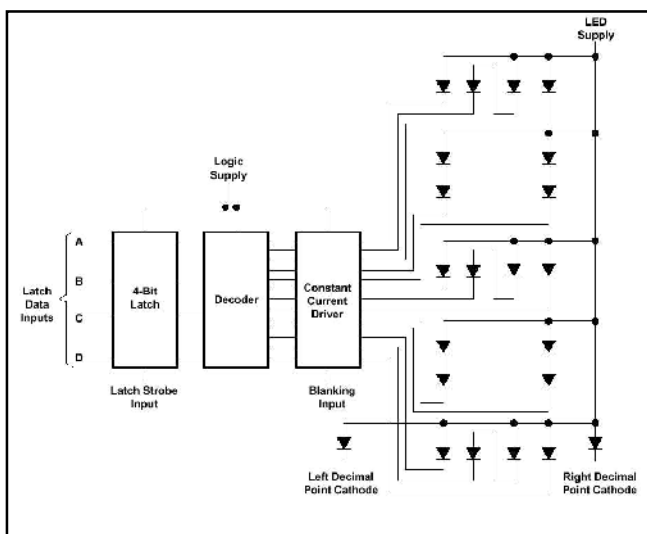 LED
Supply
Logic
Supply
A
B
C
D
Latch
Data
Inputs
4-Bit
Latch
Decoder
Constant
Current
Driver
Latch Strobe
Input
Blanking
Input
Left Decimal
Point Cathode
Right Decimal
Point Cathode